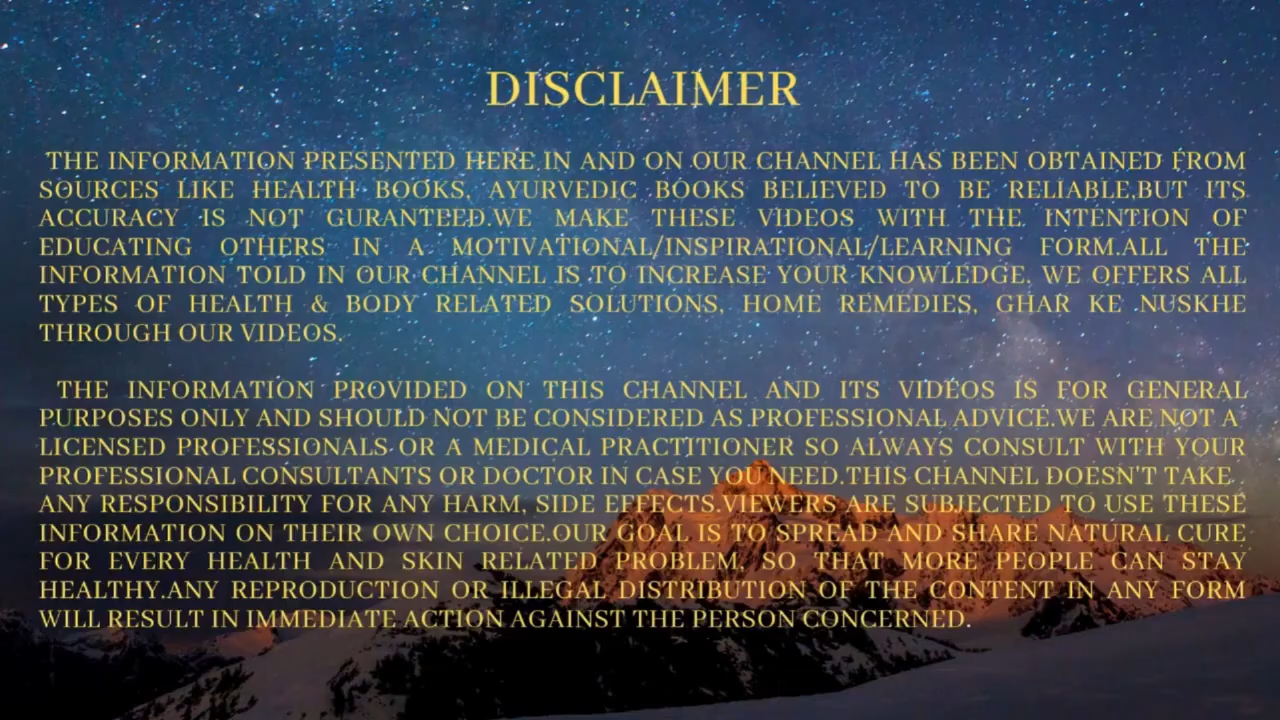 DISCLAIMER
THE INFORMATION PRESENTED HERE IN AND ON OUR CHANNEL HAS BEEN OBTAINED FROM
SOURCES LIKE HEALTH BOOKS, AYURVEDIC BOOKS BELIEVED TO BE RELIABLE.BUT ITS
ACCURACY IS NOT GURANTEED.WE MAKE THESE VIDEOS WITH THE INTENTION OF
EDUCATING OTHERS IN A MOTIVATIONAL/INSPIRATIONAL/LEARNING FORM.ALL THE
INFORMATION TOLD IN OUR CHANNEL IS TO INCREASE YOUR KNOWLEDGE, WE OFFERS ALL
TYPES OF HEALTH & BODY RELATED SOLUTIONS, HOME REMEDIES, GHAR KE NUSKHE
THROUGH OUR VIDEOS.
THE INFORMATION PROVIDED ON THIS CHANNEL AND ITS VIDEOS IS FOR GENERAL
PURPOSES ONLY AND SHOULD NOT BE CONSIDERED AS PROFESSIONAL ADVICE.WE ARE NOT A
LICENSED PROFESSIONALS OR A MEDICAL PRACTITIONER SO ALWAYS CONSULT WITH YOUR
PROFESSIONAL CONSULTANTS OR DOCTOR IN CASE YOU NEED.THIS CHANNEL DOESN'T TAKE
ANY RESPONSIBILITY FOR ANY HARM, SIDE EFFECTS.VIEWERS ARE SUBJECTED TO USE THESE
INFORMATION ON THEIR OWN CHOICE.OUR GOAL IS TO SPREAD AND SHARE NATURAL CURE
FOR EVERY HEALTH AND SKIN RELATED PROBLEM, SO THAT MORE PEOPLE CAN STAY
HEALTHY.ANY REPRODUCTION OR ILLEGAL DISTRIBUTION OF THE CONTENT IN ANY FORM
WILL RESULT IN IMMEDIATE ACTION AGAINST THE PERSON CONCERNED.